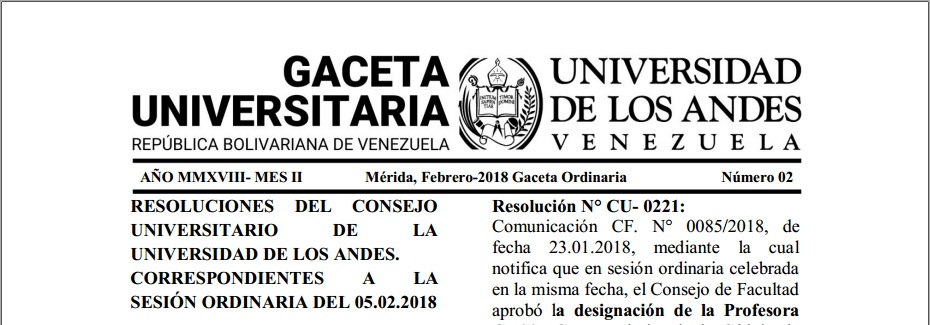 GACETA
UNIVERSITARIA
REPÚBLICA BOLIVARIANA DE VENEZUELA
INITIUM SAPIEN TIAE TIMOR DOMINI
UNIVERSIDAD
DE LOS ANDES
VENEZUELA
AÑO MMXVIII- MES II Mérida, Febrero-2018 Gaceta Ordinaria Número 02
RESOLUCIONES DEL CONSEJO
UNIVERSITARIO DE LA
UNIVERSIDAD DE LOS ANDES.
CORRESPONDIENTES A LA
SESIÓN ORDINARIA DEL 05.02.2018
Resolución N° CU- 0221:
Comunicación CF. N° 0085/2018, de
fecha 23.01.2018, mediante la cual
notifica que en sesión ordinaria celebrada
en la misma fecha, el Consejo de Facultad
aprobó la designación de la Profesora